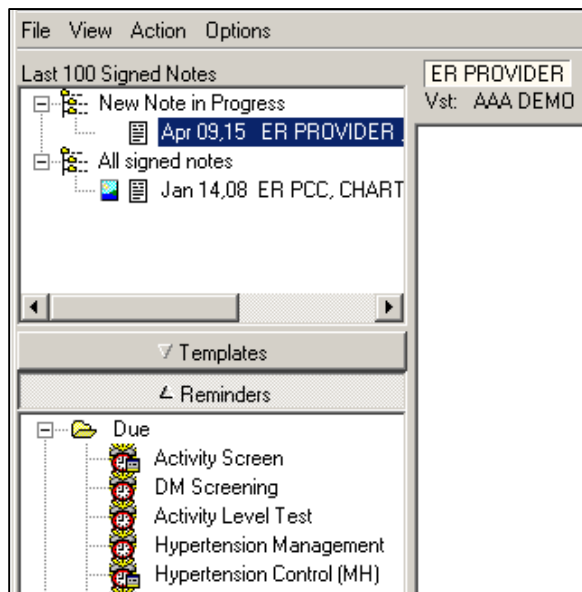 File View Action Options
Last 100 Signed Notes
New Note in Progress
Apr 09,15 ER PROVIDER ,
All signed notes
Jan 14,08 ER PCC, CHART
Templates
Reminders
Due
Activity Screen
DM Screening
Activity Level Test
Hypertension Management
Hypertension Control (MH)
ER PROVIDER
Vst: AAA DEMO